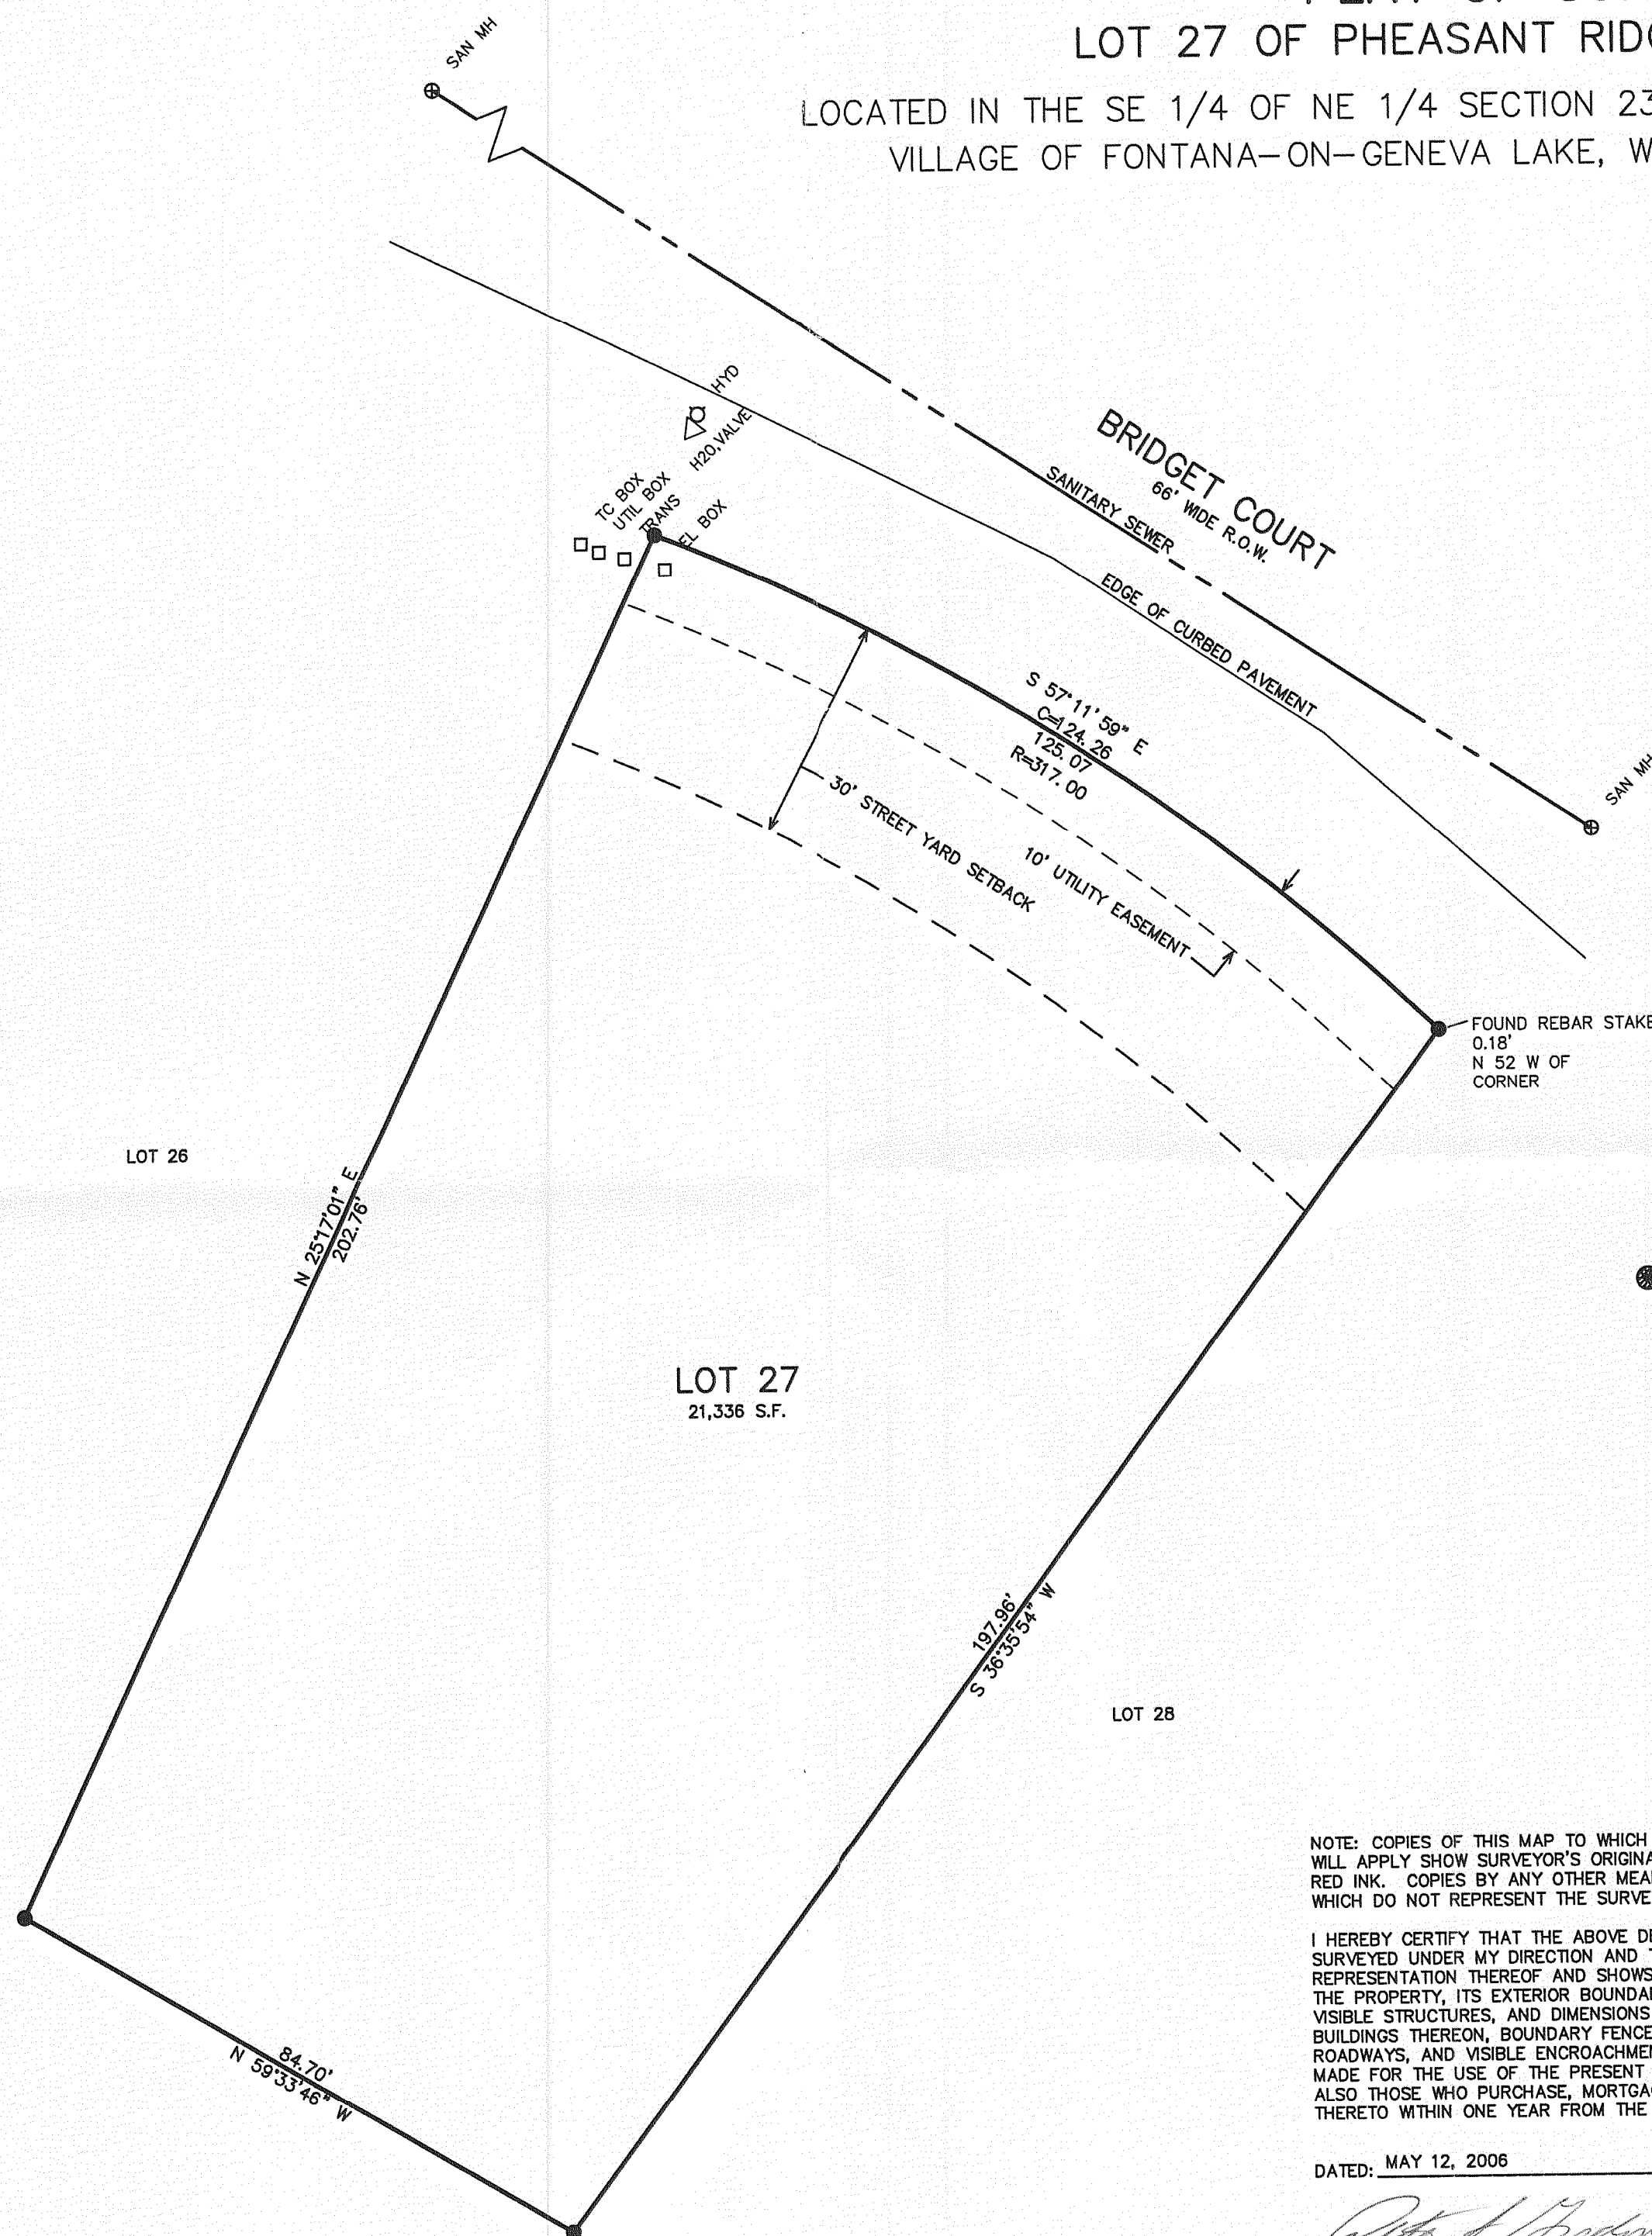 LOT 27 OF PHEASANT
LOCATED IN THE SE 1/4 OF NE 1/4 SECTION 23
VILLAGE OF FONTANA-ON-GENEVA LAKE,
SAN MH
HYD
H2O,VALVE
TC BOX
UTIL BOX
TRANS
EL BOX
BRIDGET COURT
66' WIDE R.O.W.
SANITARY SEWER
EDGE OF CURBED PAVEMENT
SAN MH
S 57°11'59" E
C=124.26
125.07
R=317.00
30' STREET YARD SETBACK
10' UTILITY EASEMENT
FOUND REBAR STAKE
0.18'
N 52 W OF
CORNER
LOT 26
N 25°17'01" E
202.76'
LOT 27
21,336 S.F.
197.96'
S 36°35'54" W
LOT 28
84.70'
N 59°33'46" W
NOTE: COPIES OF THIS MAP TO WHICH
WILL APPLY SHOW SURVEYOR'S
RED INK. COPIES BY ANY OTHER
WHICH DO NOT REPRESENT THE
I HEREBY CERTIFY THAT THE ABOVE
SURVEYED UNDER MY DIRECTION AND
REPRESENTATION THEREOF AND SHOWS
THE PROPERTY, ITS EXTERIOR
VISIBLE STRUCTURES, AND DIMENSIONS
BUILDINGS THEREON, BOUNDARY
ROADWAYS, AND VISIBLE
MADE FOR THE USE OF THE PRESENT
ALSO THOSE WHO PURCHASE,
THERETO WITHIN ONE YEAR FROM THE
DATED: MAY 12, 2006